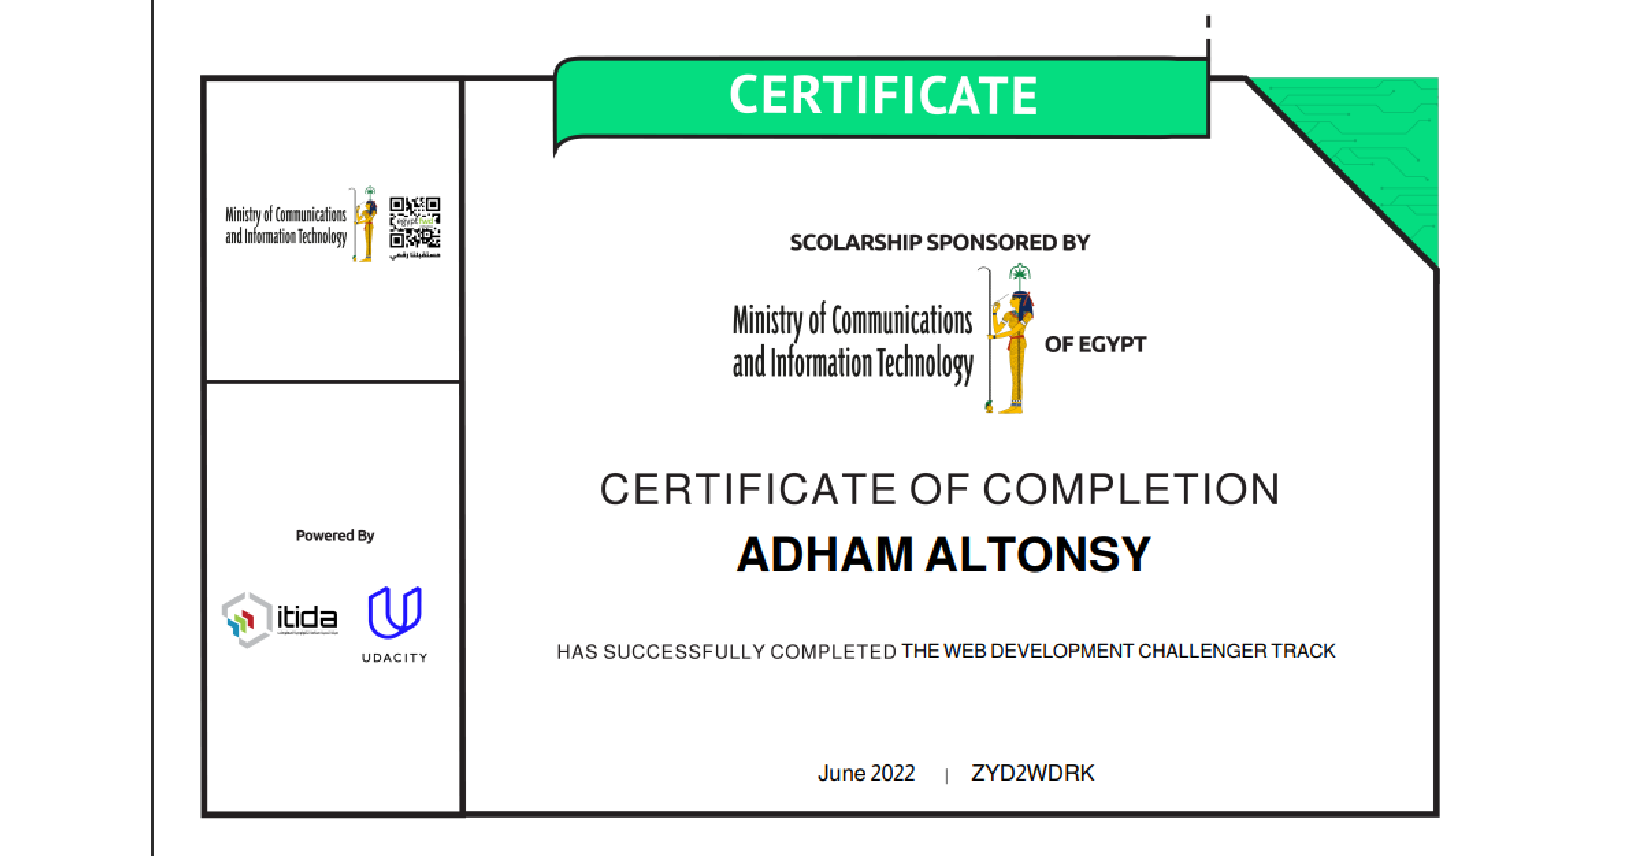 CERTIFICATE
Ministry of Communications
and Information Technology
مستقبلنا رقمي
SCOLARSHIP SPONSORED BY
Ministry of Communications
and Information Technology
OF EGYPT
CERTIFICATE OF COMPLETION
ADHAM ALTONSY
HAS SUCCESSFULLY COMPLETED THE WEB DEVELOPMENT CHALLENGER TRACK
June 2022 | ZYD2WDRK
Powered By
itida
UDACITY